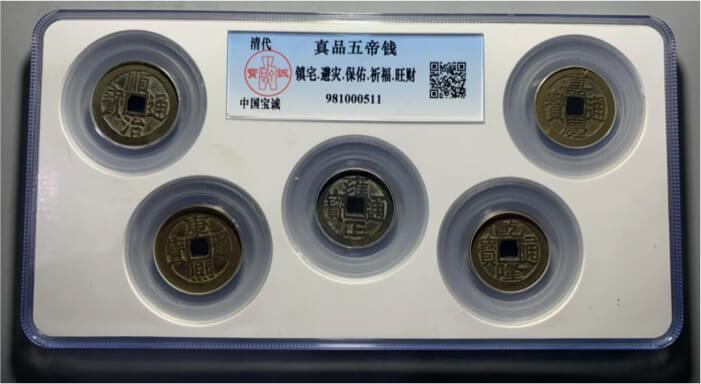 清代
真品五帝钱
寶誠
镇宅.避灾.保佑.祈福.旺财
中国宝诚
981000511
順治通寶
嘉慶通寶
雍正通寶
康熙通寶
乾隆通寶